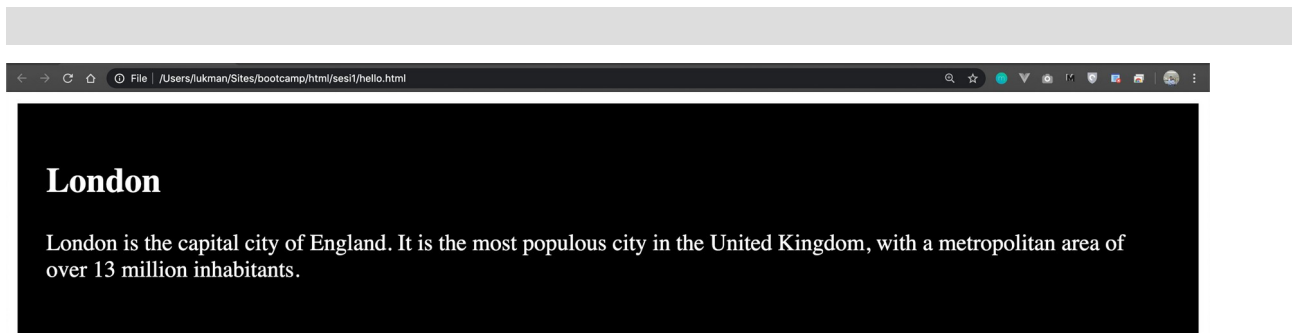 File /Users/lukman/Sites/bootcamp/html/sesi1/hello.html
London
London is the capital city of England. It is the most populous city in the United Kingdom, with a metropolitan area of
over 13 million inhabitants.